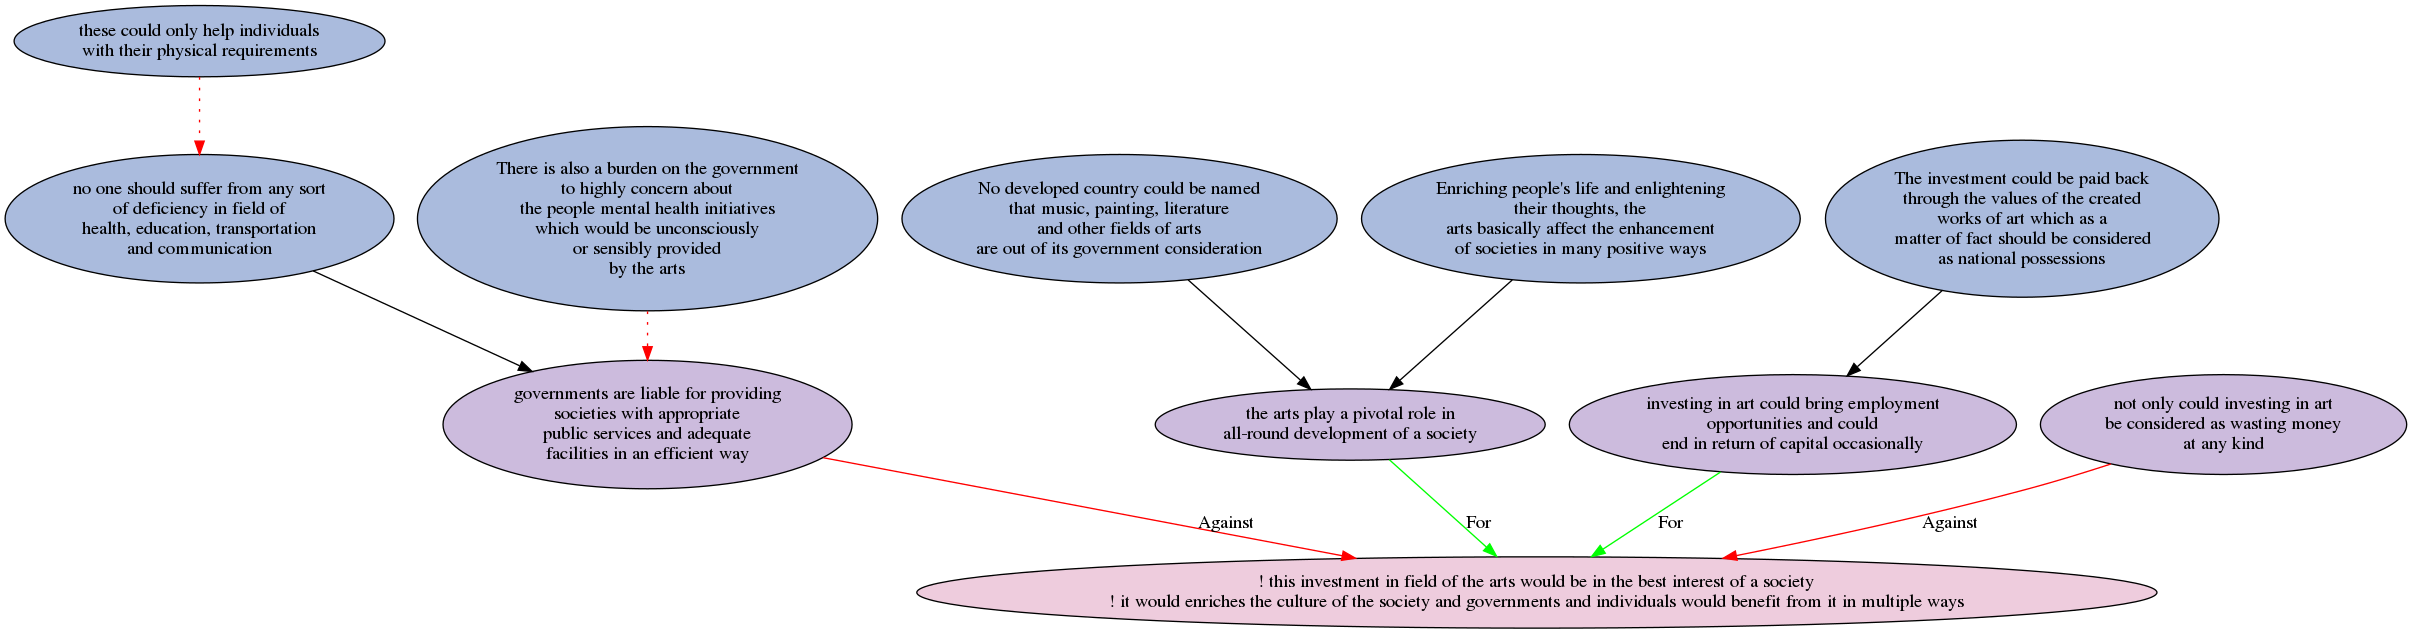 these could only help individuals
with their physical requirements
no one should suffer from any sort
of deficiency in field of
health, education, transportation
and communication
There is also a burden on the government
to highly concern about
the people mental health initiatives
which would be unconsciously
or sensibly provided
by the arts
No developed country could be named
that music, painting, literature
and other fields of arts
are out of its government consideration
Enriching people's life and enlightening
their thoughts, the
arts basically affect the enhancement
of societies in many positive ways
The investment could be paid back
through the values of the created
works of art which as a
matter of fact should be considered
as national possessions
governments are liable for providing
societies with appropriate
public services and adequate
facilities in an efficient way
the arts play a pivotal role in
all-round development of a society
investing in art could bring employment
opportunities and could
end in return of capital occasionally
not only could investing in art
be considered as wasting money
at any kind
Against
For
For
Against
! this investment in field of the arts would be in the best interest of a society
! it would enriches the culture of the society and governments and individuals would benefit from it in multiple ways